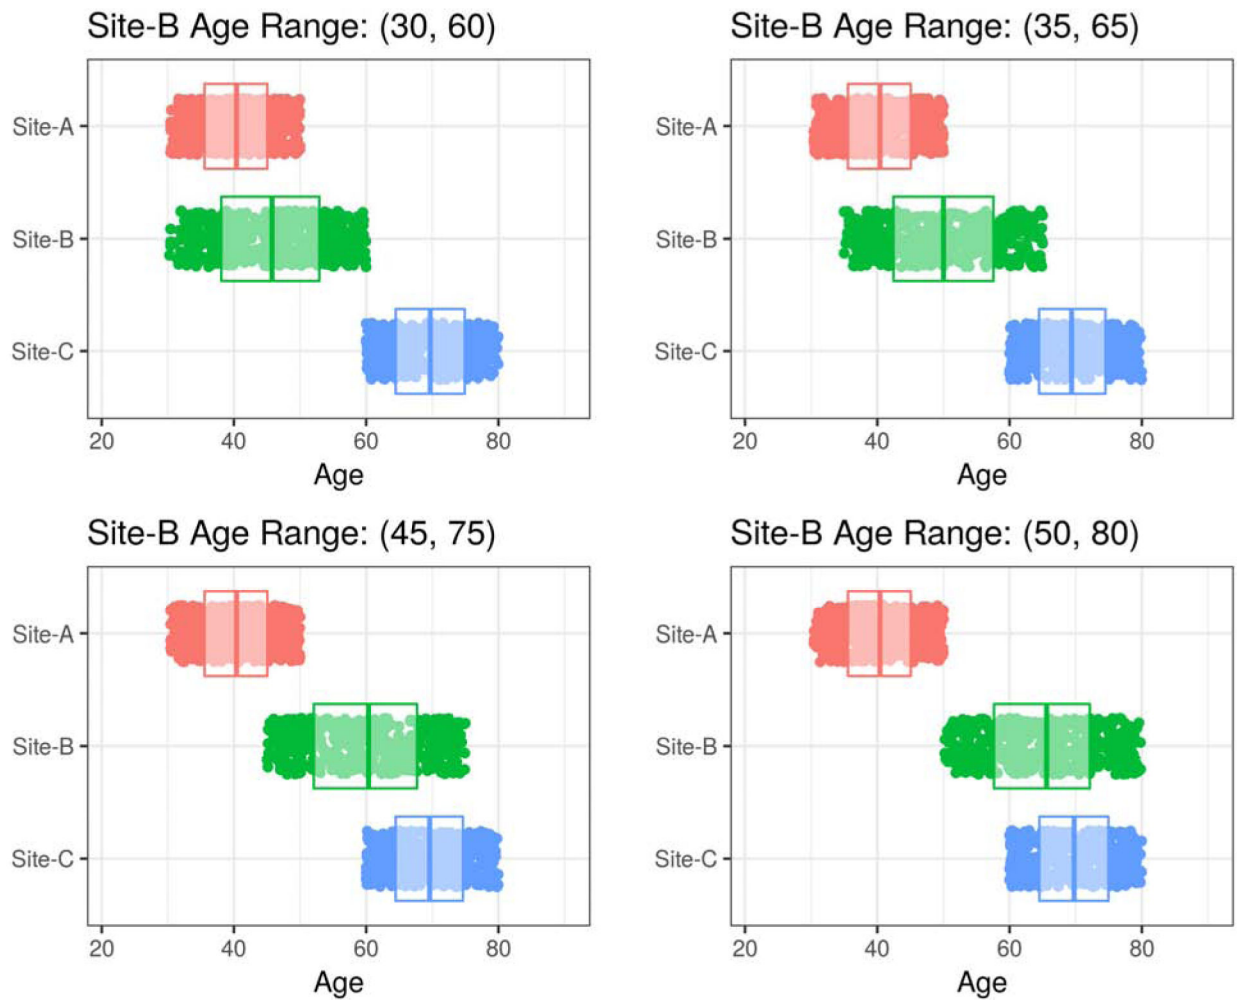 Site-B Age Range: (30, 60)
Site-A
Site-B
Site-C
20 40 60 80
Age
Site-B Age Range: (35, 65)
Site-A
Site-B
Site-C
20 40 60 80
Age
Site-B Age Range: (45, 75)
Site-A
Site-B
Site-C
20 40 60 80
Age
Site-B Age Range: (50, 80)
Site-A
Site-B
Site-C
20 40 60 80
Age